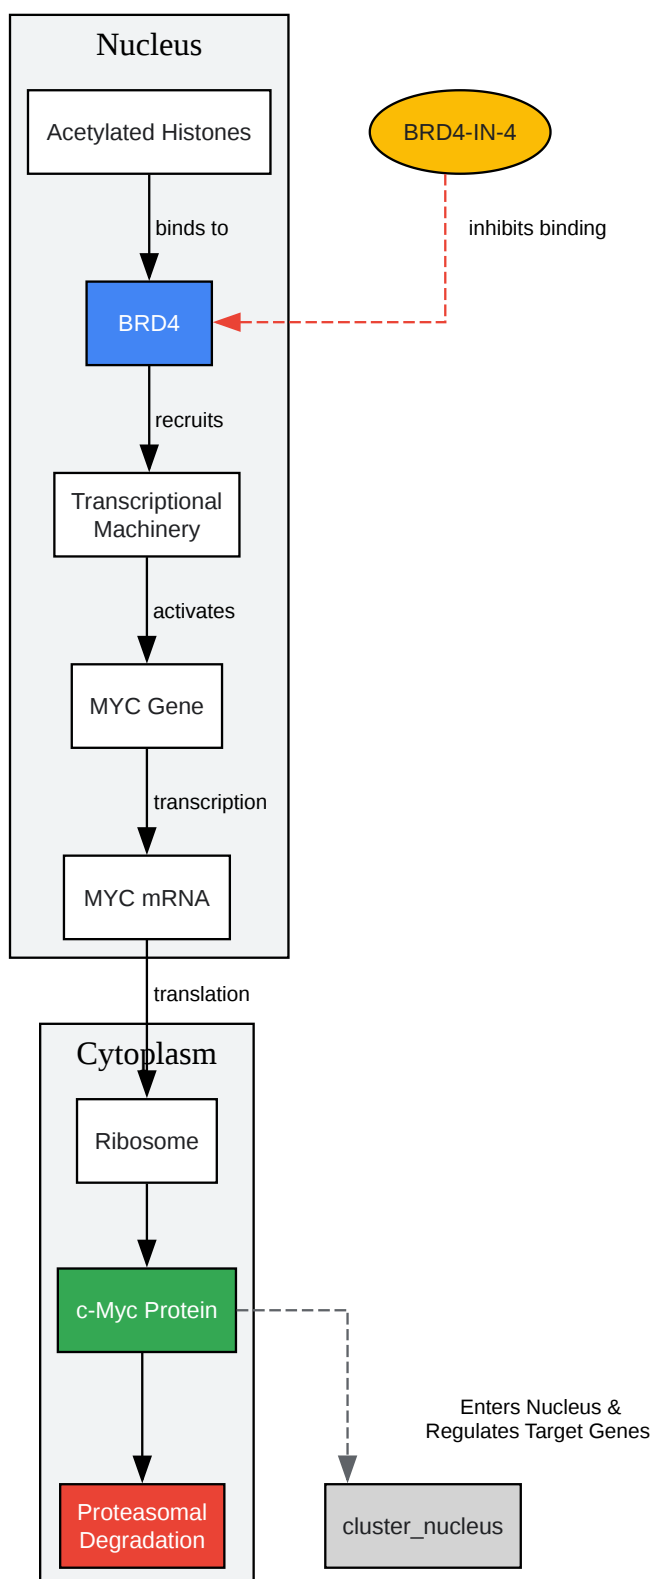 Nucleus
Acetylated Histones
BRD4-IN-4
binds to
inhibits binding
BRD4
recruits
Transcriptional
Machinery
activates
MYC Gene
transcription
MYC mRNA
translation
Cytoplasm
Ribosome
c-Myc Protein
Enters Nucleus &
Regulates Target Genes
Proteasomal
Degradation
cluster_nucleus